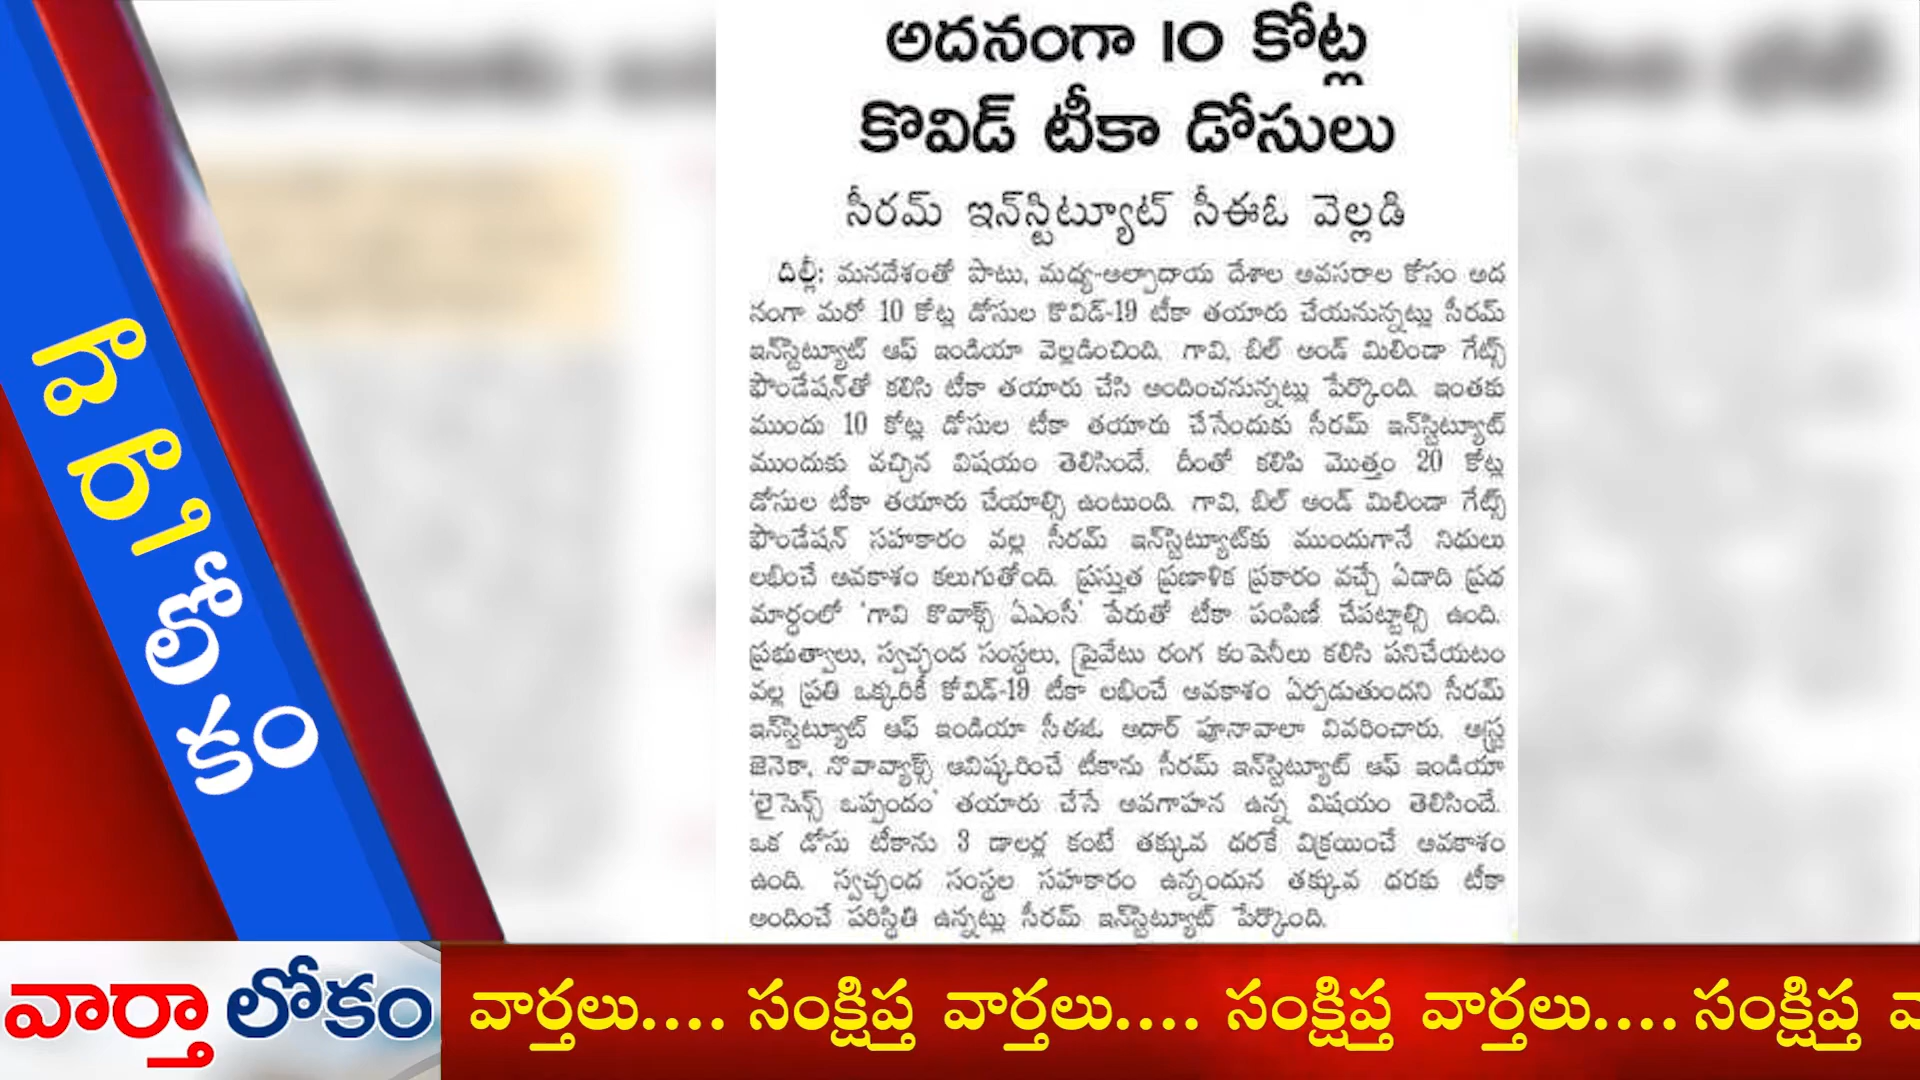 అదనంగా 10 కోట్ల
కొవిడ్ టీకా డోసులు
సీరమ్ ఇన్‌స్టిట్యూట్ సీఈఓ వెల్లడి
దిల్లీ: మనదేశంతో పాటు, మధ్య-అల్పాదాయ దేశాల అవసరాల కోసం అద
నంగా మరో 10 కోట్ల డోసుల కొవిడ్-19 టీకా తయారు చేయనున్నట్లు సీరమ్
ఇన్‌స్టిట్యూట్ ఆఫ్ ఇండియా వెల్లడించింది. గావి, బిల్ అండ్ మిలిండా గేట్స్
ఫౌండేషన్‌తో కలిసి టీకా తయారు చేసి అందించనున్నట్లు పేర్కొంది. ఇంతకు
ముందు 10 కోట్ల డోసుల టీకా తయారు చేసేందుకు సీరమ్ ఇన్‌స్టిట్యూట్
ముందుకు వచ్చిన విషయం తెలిసిందే. దీంతో కలిపి మొత్తం 20 కోట్ల
డోసుల టీకా తయారు చేయాల్సి ఉంటుంది. గావి, బిల్ అండ్ మిలిండా గేట్స్
ఫౌండేషన్ సహకారం వల్ల సీరమ్ ఇన్‌స్టిట్యూట్‌కు ముందుగానే నిధులు
లభించే అవకాశం కలుగుతోంది. ప్రస్తుత ప్రణాళిక ప్రకారం వచ్చే ఏడాది ప్రథ
మార్ధంలో 'గావి కొవాక్స్ ఏఎంసీ' పేరుతో టీకా పంపిణీ చేపట్టాల్సి ఉంది.
ప్రభుత్వాలు, స్వచ్ఛంద సంస్థలు, ప్రైవేటు రంగ కంపెనీలు కలిసి పనిచేయటం
వల్ల ప్రతి ఒక్కరికీ కోవిడ్-19 టీకా లభించే అవకాశం ఏర్పడుతుందని సీరమ్
ఇన్‌స్టిట్యూట్ ఆఫ్ ఇండియా సీఈఓ అదార్ పూనావాలా వివరించారు. ఆస్ట్ర
జెనెకా, నొవావ్యాక్స్ ఆవిష్కరించే టీకాను సీరమ్ ఇన్‌స్టిట్యూట్ ఆఫ్ ఇండియా
'లైసెన్స్ ఒప్పందం' తయారు చేసే అవగాహన ఉన్న విషయం తెలిసిందే.
ఒక డోసు టీకాను 3 డాలర్ల కంటే తక్కువ ధరకే విక్రయించే అవకాశం
ఉంది. స్వచ్ఛంద సంస్థల సహకారం ఉన్నందున తక్కువ ధరకు టీకా
అందించే పరిస్థితి ఉన్నట్లు సీరమ్ ఇన్‌స్టిట్యూట్ పేర్కొంది.
వార్తాలోకం
వార్తా లోకం
వార్తలు.... సంక్షిప్త వార్తలు.... సంక్షిప్త వార్తలు.... సంక్షిప్త